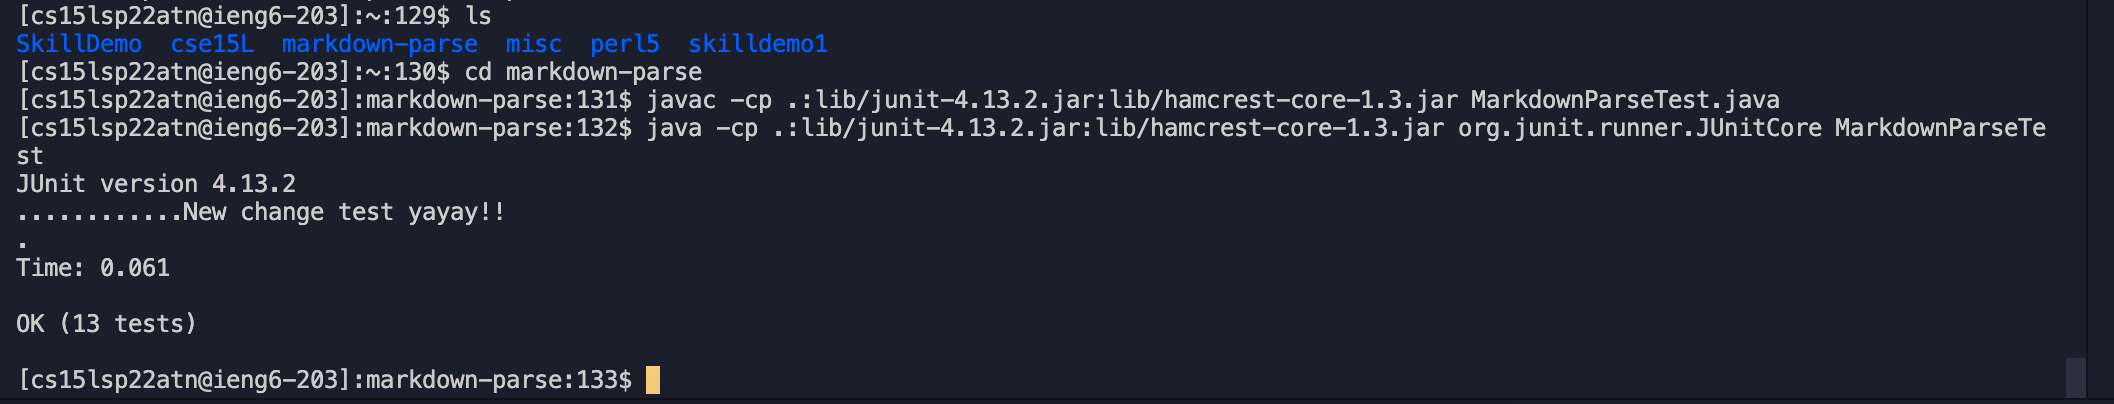 [cs15lsp22atn@ieng6-203]:~:129$ ls
SkillDemo  cse15L  markdown-parse  misc  perl5  skilldemo1
[cs15lsp22atn@ieng6-203]:~:130$ cd markdown-parse
[cs15lsp22atn@ieng6-203]:markdown-parse:131$ javac -cp .:lib/junit-4.13.2.jar:lib/hamcrest-core-1.3.jar MarkdownParseTest.java
[cs15lsp22atn@ieng6-203]:markdown-parse:132$ java -cp .:lib/junit-4.13.2.jar:lib/hamcrest-core-1.3.jar org.junit.runner.JUnitCore MarkdownParseTe
st
JUnit version 4.13.2
............New change test yayay!!
.
Time: 0.061
OK (13 tests)
[cs15lsp22atn@ieng6-203]:markdown-parse:133$